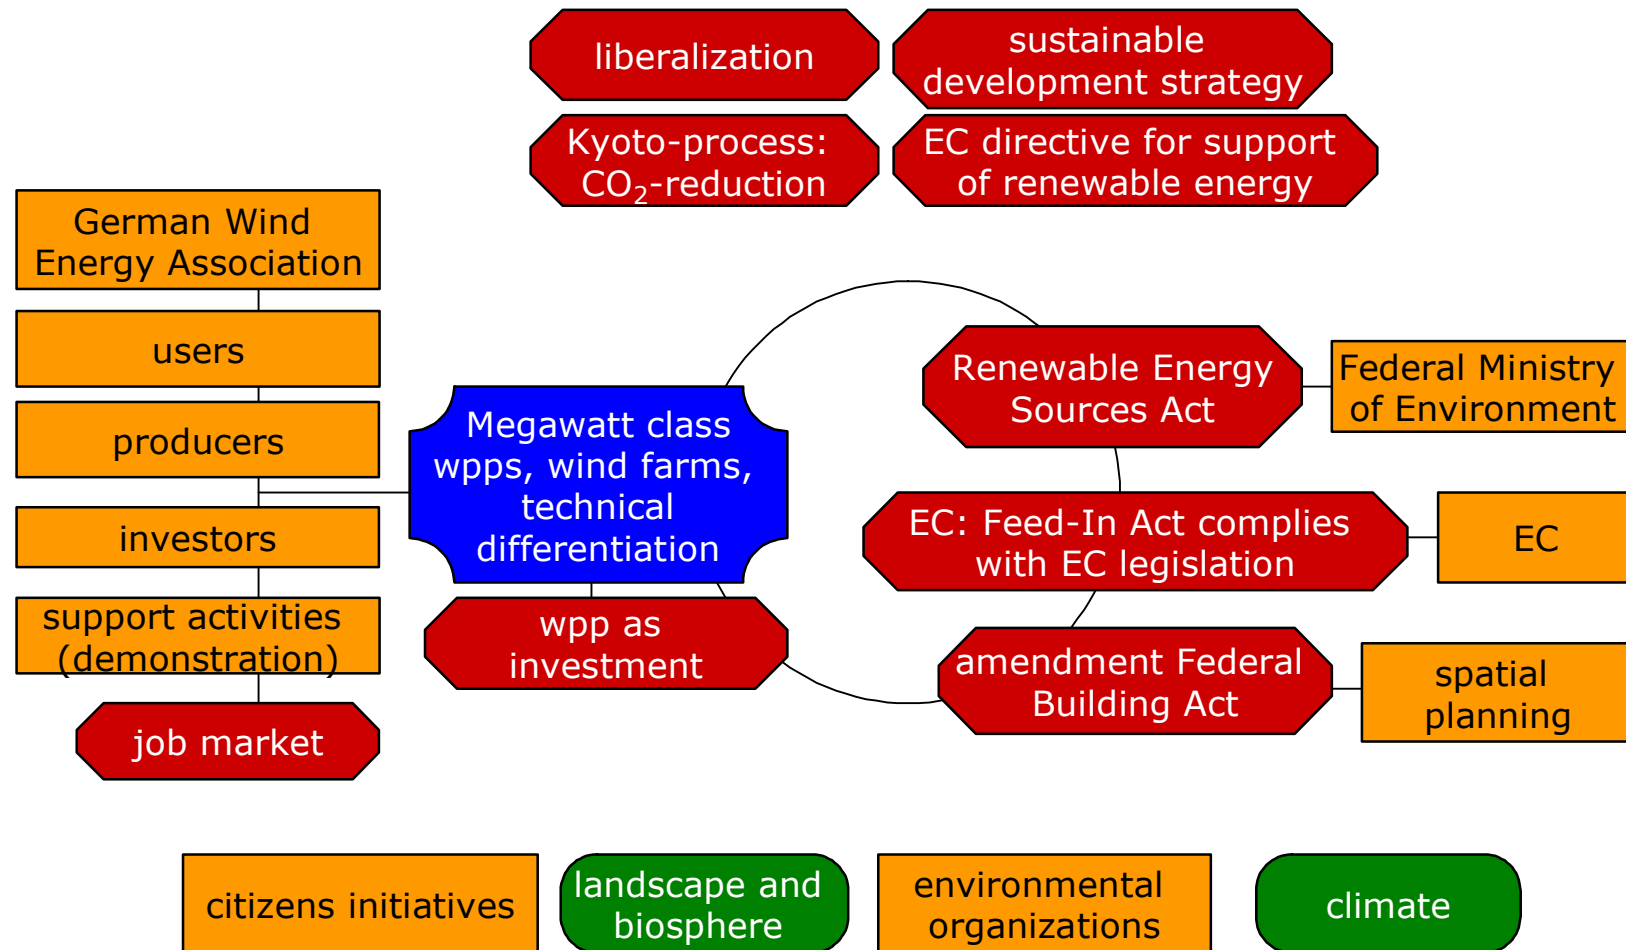 liberalization
sustainable
development strategy
Kyoto-process:
CO₂-reduction
EC directive for support
of renewable energy
German Wind
Energy Association
users
producers
investors
support activities
(demonstration)
job market
Megawatt class
wpps, wind farms,
technical
differentiation
wpp as
investment
Renewable Energy
Sources Act
Federal Ministry
of Environment
EC: Feed-In Act complies
with EC legislation
EC
amendment Federal
Building Act
spatial
planning
citizens initiatives
landscape and
biosphere
environmental
organizations
climate